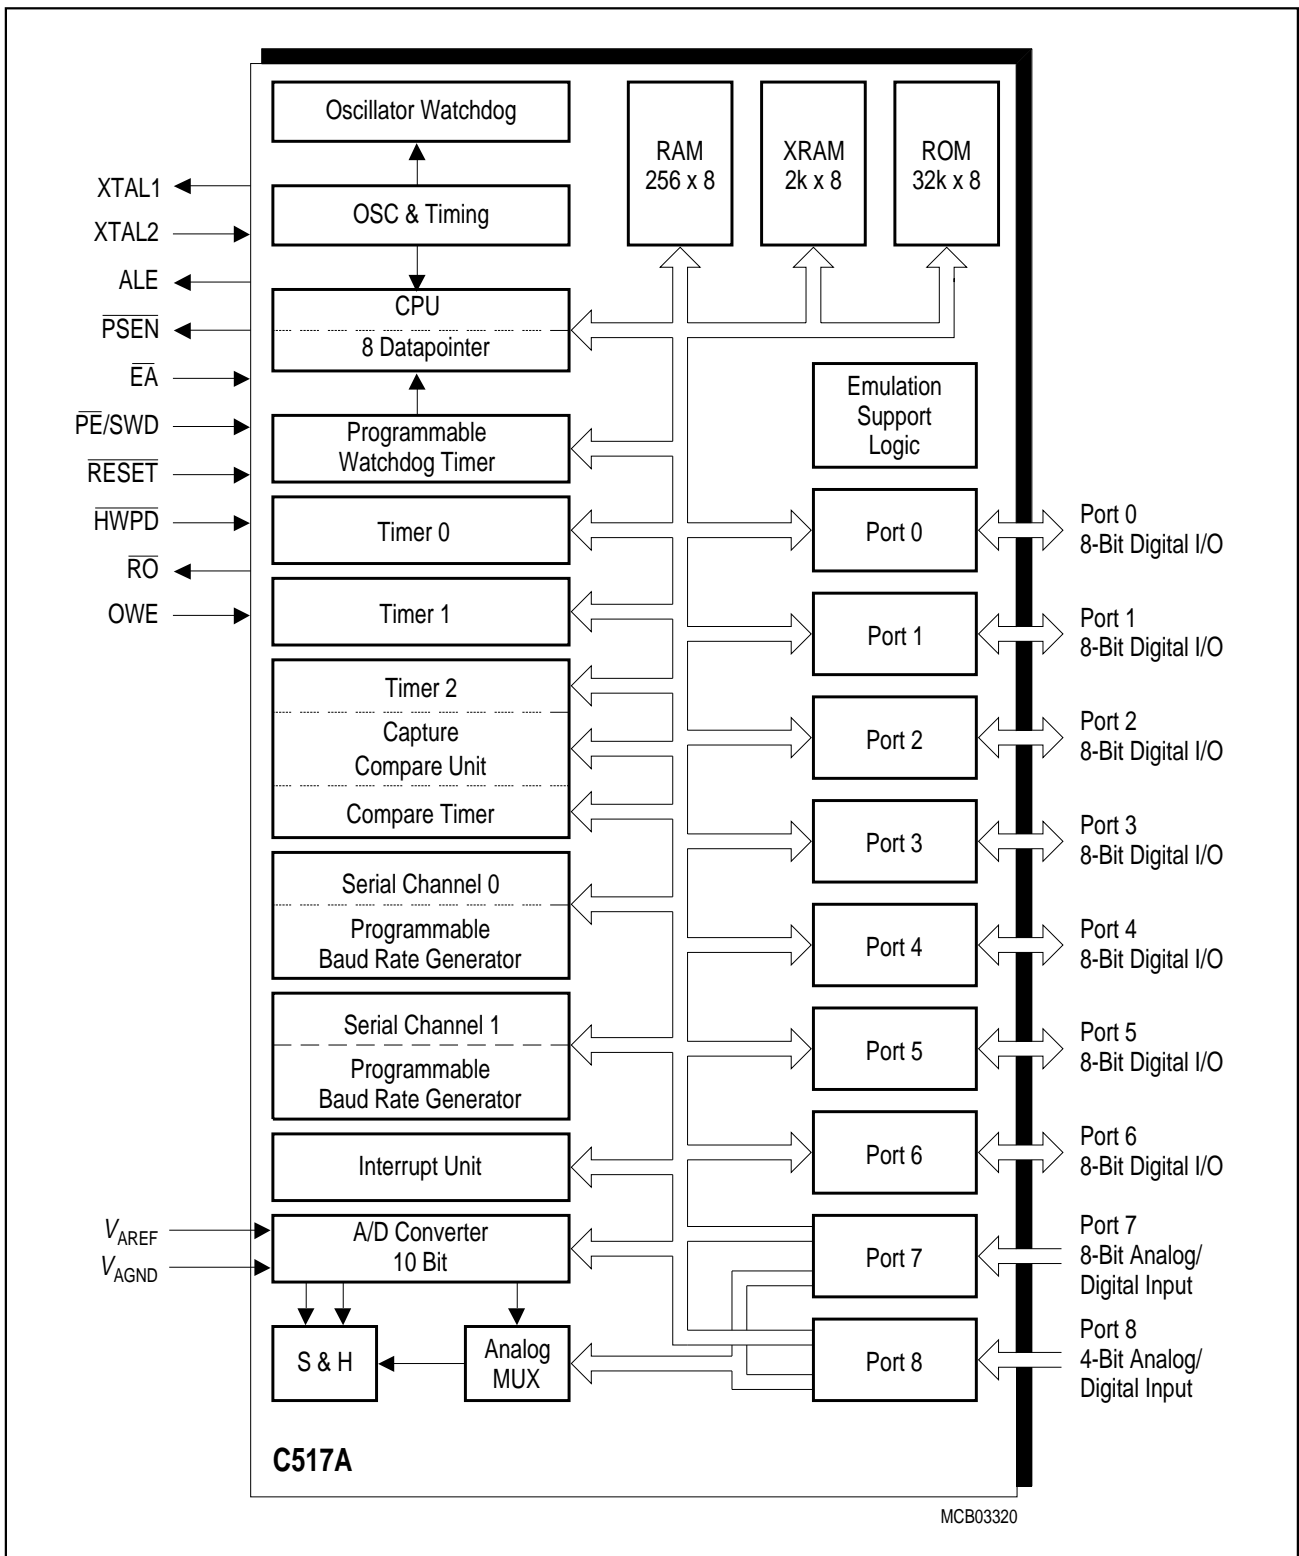 Oscillator Watchdog
OSC & Timing
CPU
8 Datapointer
Programmable
Watchdog Timer
Timer 0
Timer 1
Timer 2
Capture
Compare Unit
Compare Timer
Serial Channel 0
Programmable
Baud Rate Generator
Serial Channel 1
Programmable
Baud Rate Generator
Interrupt Unit
A/D Converter
10 Bit
S & H
Analog
MUX
RAM
256 x 8
XRAM
2k x 8
ROM
32k x 8
Emulation
Support
Logic
Port 0
Port 1
Port 2
Port 3
Port 4
Port 5
Port 6
Port 7
Port 8
XTAL1
XTAL2
ALE
PSEN
EA
PE/SWD
RESET
HWPD
RO
OWE
VAREF
VAGND
Port 0
8-Bit Digital I/O
Port 1
8-Bit Digital I/O
Port 2
8-Bit Digital I/O
Port 3
8-Bit Digital I/O
Port 4
8-Bit Digital I/O
Port 5
8-Bit Digital I/O
Port 6
8-Bit Digital I/O
Port 7
8-Bit Analog/
Digital Input
Port 8
4-Bit Analog/
Digital Input
C517A
MCB03320